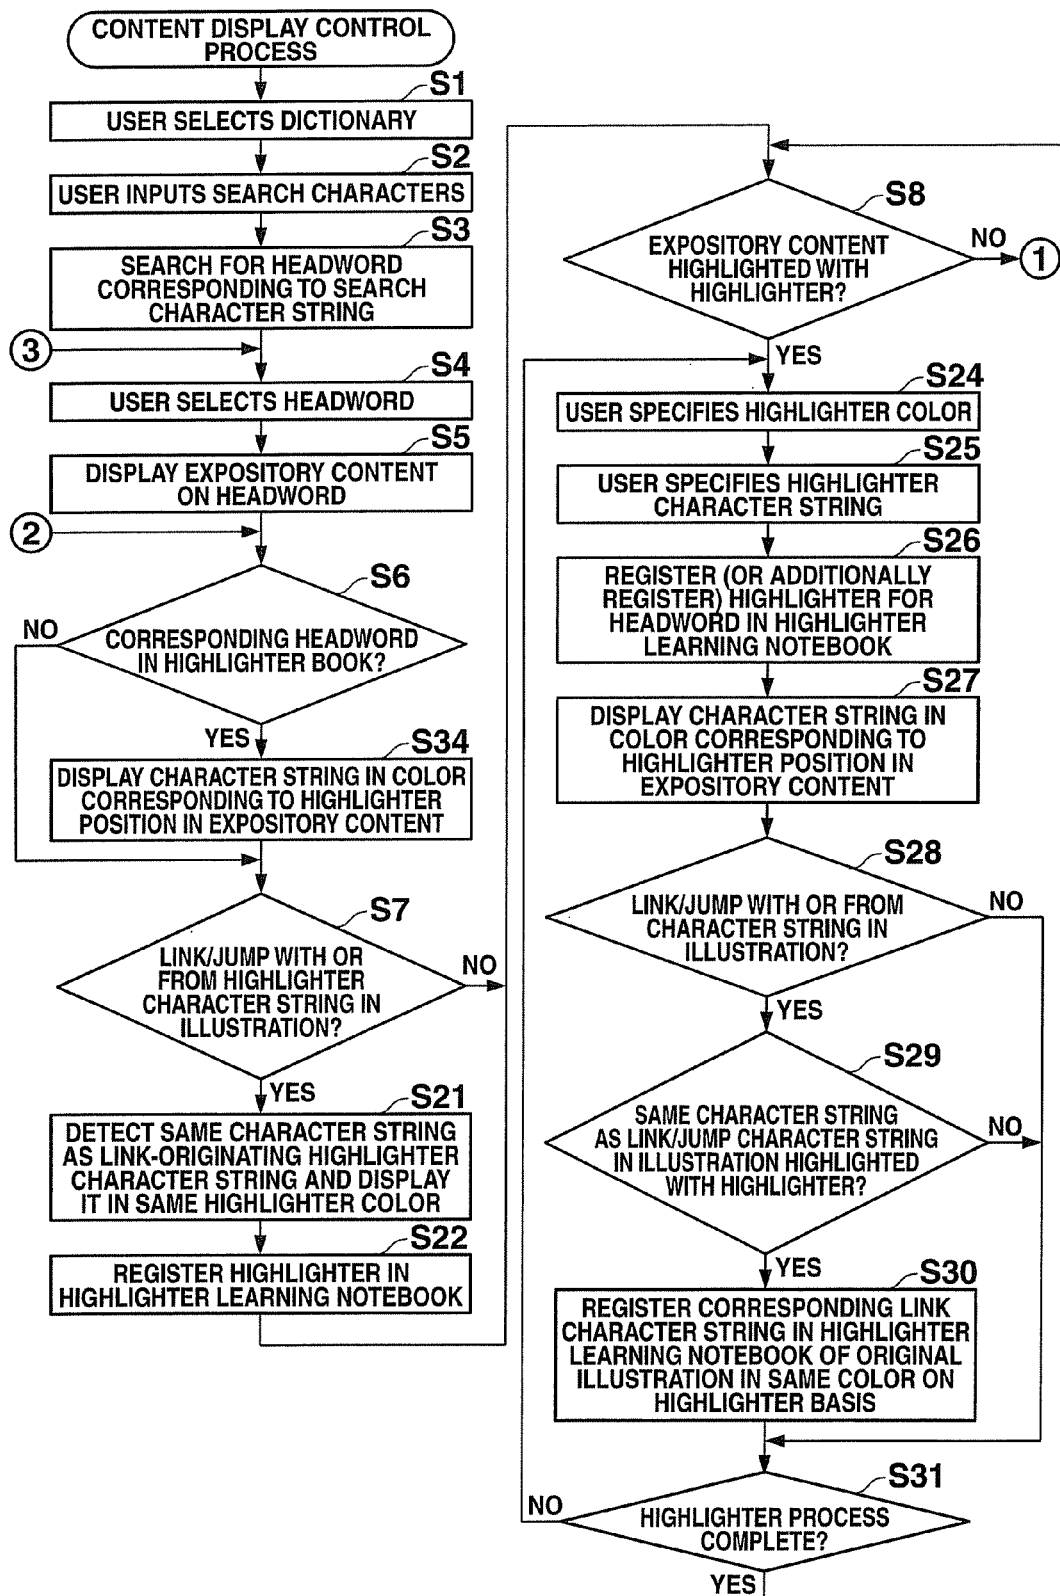 CONTENT DISPLAY CONTROL
PROCESS
S1
USER SELECTS DICTIONARY
S2
USER INPUTS SEARCH CHARACTERS
S3
SEARCH FOR HEADWORD
CORRESPONDING TO SEARCH
CHARACTER STRING
3
S4
USER SELECTS HEADWORD
S5
DISPLAY EXPOSITORY CONTENT
ON HEADWORD
2
S6
NO
CORRESPONDING HEADWORD
IN HIGHLIGHTER BOOK?
YES
S34
DISPLAY CHARACTER STRING IN COLOR
CORRESPONDING TO HIGHLIGHTER
POSITION IN EXPOSITORY CONTENT
S7
LINK/JUMP WITH OR
FROM HIGHLIGHTER
CHARACTER STRING IN
ILLUSTRATION?
NO
YES
S21
DETECT SAME CHARACTER STRING
AS LINK-ORIGINATING HIGHLIGHTER
CHARACTER STRING AND DISPLAY
IT IN SAME HIGHLIGHTER COLOR
S22
REGISTER HIGHLIGHTER IN
HIGHLIGHTER LEARNING NOTEBOOK
S8
EXPOSITORY CONTENT
HIGHLIGHTED WITH
HIGHLIGHTER?
NO
1
YES
S24
USER SPECIFIES HIGHLIGHTER COLOR
S25
USER SPECIFIES HIGHLIGHTER
CHARACTER STRING
S26
REGISTER (OR ADDITIONALLY
REGISTER) HIGHLIGHTER FOR
HEADWORD IN HIGHLIGHTER
LEARNING NOTEBOOK
S27
DISPLAY CHARACTER STRING IN
COLOR CORRESPONDING TO
HIGHLIGHTER POSITION IN
EXPOSITORY CONTENT
S28
LINK/JUMP WITH OR FROM
CHARACTER STRING IN
ILLUSTRATION?
NO
YES
S29
SAME CHARACTER STRING
AS LINK/JUMP CHARACTER STRING
IN ILLUSTRATION HIGHLIGHTED
WITH HIGHLIGHTER?
NO
YES
S30
REGISTER CORRESPONDING LINK
CHARACTER STRING IN HIGHLIGHTER
LEARNING NOTEBOOK OF ORIGINAL
ILLUSTRATION IN SAME COLOR ON
HIGHLIGHTER BASIS
S31
NO
HIGHLIGHTER PROCESS
COMPLETE?
YES